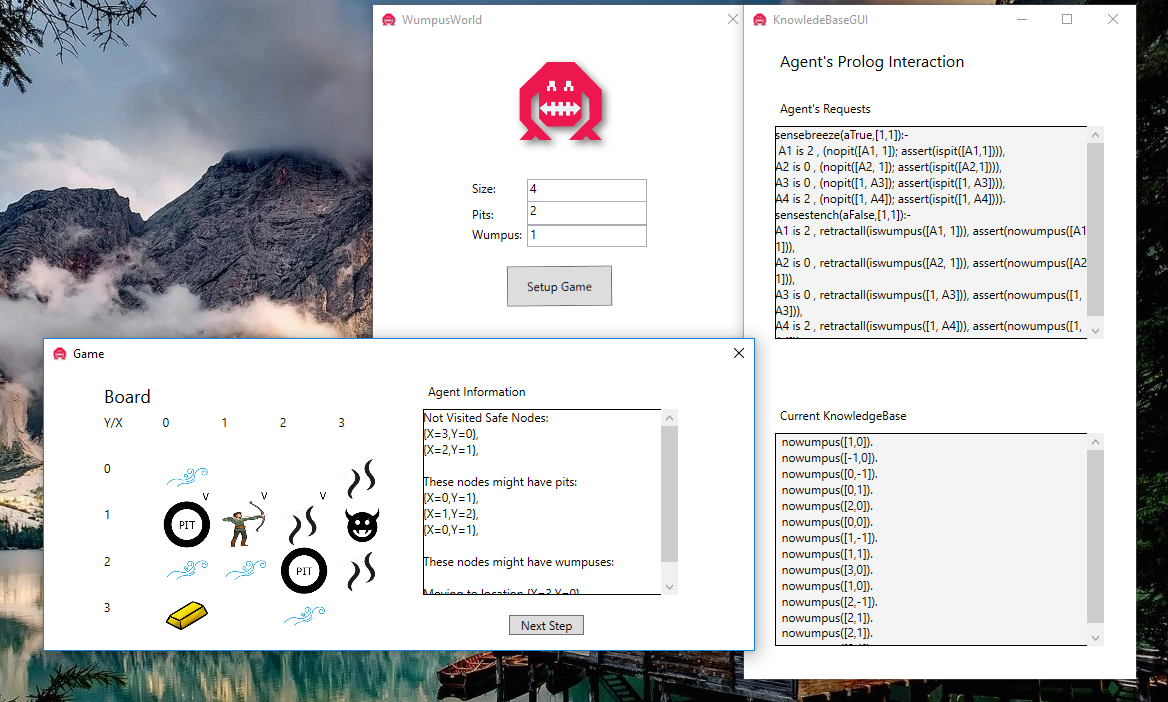 WumpusWorld
Size: 4
Pits: 2
Wumpus: 1
Setup Game
KnowledeBaseGUI
Agent's Prolog Interaction
Agent's Requests
sensebreeze(aTrue,[1,1]):-
A1 is 2 , (nopit([A1, 1]); assert(ispit([A1,1]))),
A2 is 0 , (nopit([A2, 1]); assert(ispit([A2,1]))),
A3 is 0 , (nopit([1, A3]); assert(ispit([1, A3]))),
A4 is 2 , (nopit([1, A4]); assert(ispit([1, A4]))).
sensestench(aFalse,[1,1]):-
A1 is 2 , retractall(iswumpus([A1, 1])), assert(nowumpus([A1
1])),
A2 is 0 , retractall(iswumpus([A2, 1])), assert(nowumpus([A2
1])),
A3 is 0 , retractall(iswumpus([1, A3])), assert(nowumpus([1,
A3])),
A4 is 2 , retractall(iswumpus([1, A4])), assert(nowumpus([1,
Current KnowledgeBase
nowumpus([1,0]).
nowumpus([-1,0]).
nowumpus([0,-1]).
nowumpus([0,1]).
nowumpus([2,0]).
nowumpus([0,0]).
nowumpus([1,-1]).
nowumpus([1,1]).
nowumpus([3,0]).
nowumpus([1,0]).
nowumpus([2,-1]).
nowumpus([2,1]).
nowumpus([2,1]).
Game
Board
Y/X 0 1 2 3
0
V V V
1 PIT
2 PIT
3
Agent Information
Not Visited Safe Nodes:
{X=3,Y=0},
{X=2,Y=1},
These nodes might have pits:
{X=0,Y=1},
{X=1,Y=2},
{X=0,Y=1},
These nodes might have wumpuses:
Moving to location {X=3,Y=0}
Next Step